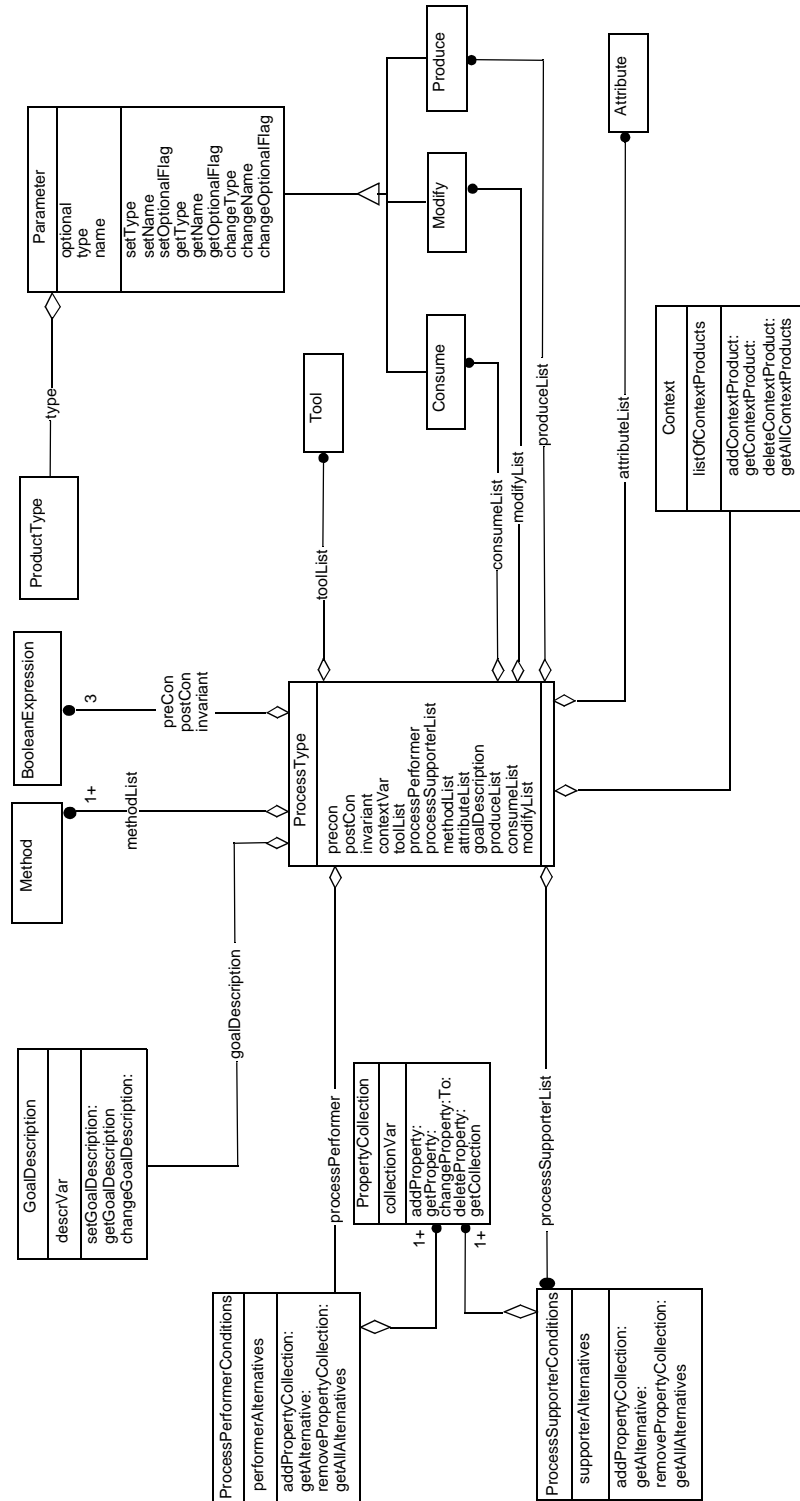 GoalDescription
descrVar
setGoalDescription:
getGoalDescription
changeGoalDescription:
goalDescription
Method
1+
methodList
BooleanExpression
3
preCon
postCon
invariant
ProductType
type
Parameter
optional
type
name
setType
setName
setOptionalFlag
getType
getName
getOptionalFlag
changeType
changeName
changeOptionalFlag
ProcessPerformerConditions
performerAlternatives
addPropertyCollection:
getAlternative:
removePropertyCollection:
getAllAlternatives
processPerformer
PropertyCollection
collectionVar
addProperty:
getProperty:
changeProperty:To:
deleteProperty:
getCollection
1+
1+
ProcessType
precon
postCon
invariant
contextVar
toolList
processPerformer
processSupporterList
methodList
attributeList
goalDescription
produceList
consumeList
modifyList
toolList
Tool
Consume
Modify
Produce
consumeList
modifyList
produceList
ProcessSupporterConditions
supporterAlternatives
addPropertyCollection:
getAlternative:
removePropertyCollection:
getAllAlternatives
processSupporterList
attributeList
Attribute
Context
listOfContextProducts
addContextProduct:
getContextProduct:
deleteContextProduct:
getAllContextProducts